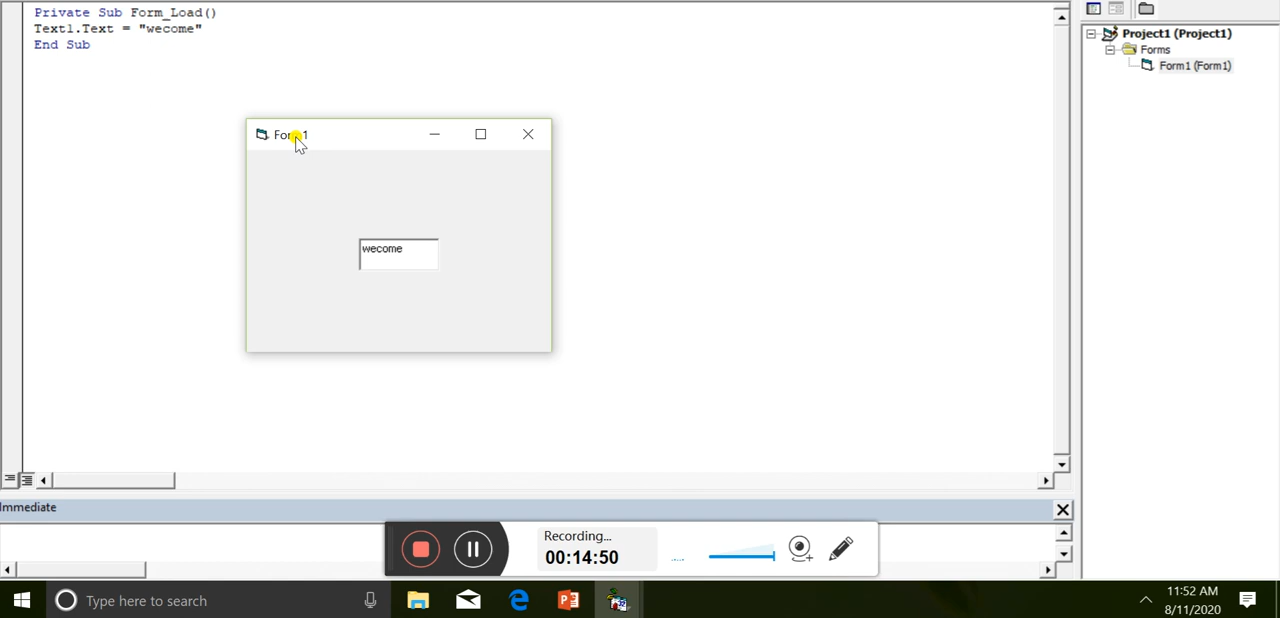 Private Sub Form_Load()
Text1.Text = "wecome"
End Sub
Project1 (Project1)
Forms
Form1 (Form1)
wecome
Immediate
Recording...
00:14:50
Type here to search
11:52 AM
8/11/2020